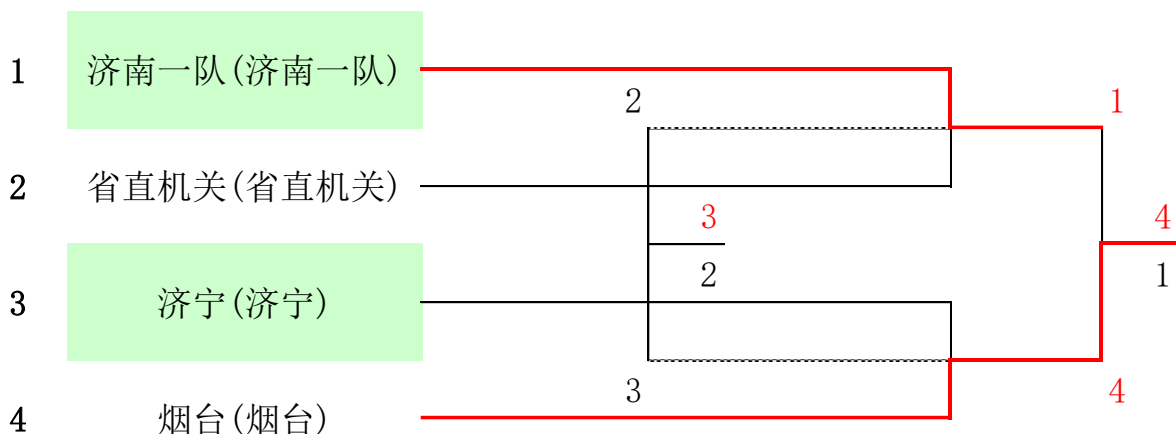 1 济南一队(济南一队)
2 1
2 省直机关(省直机关)
3 4
2 1
3 济宁(济宁)
3 4
4 烟台(烟台)